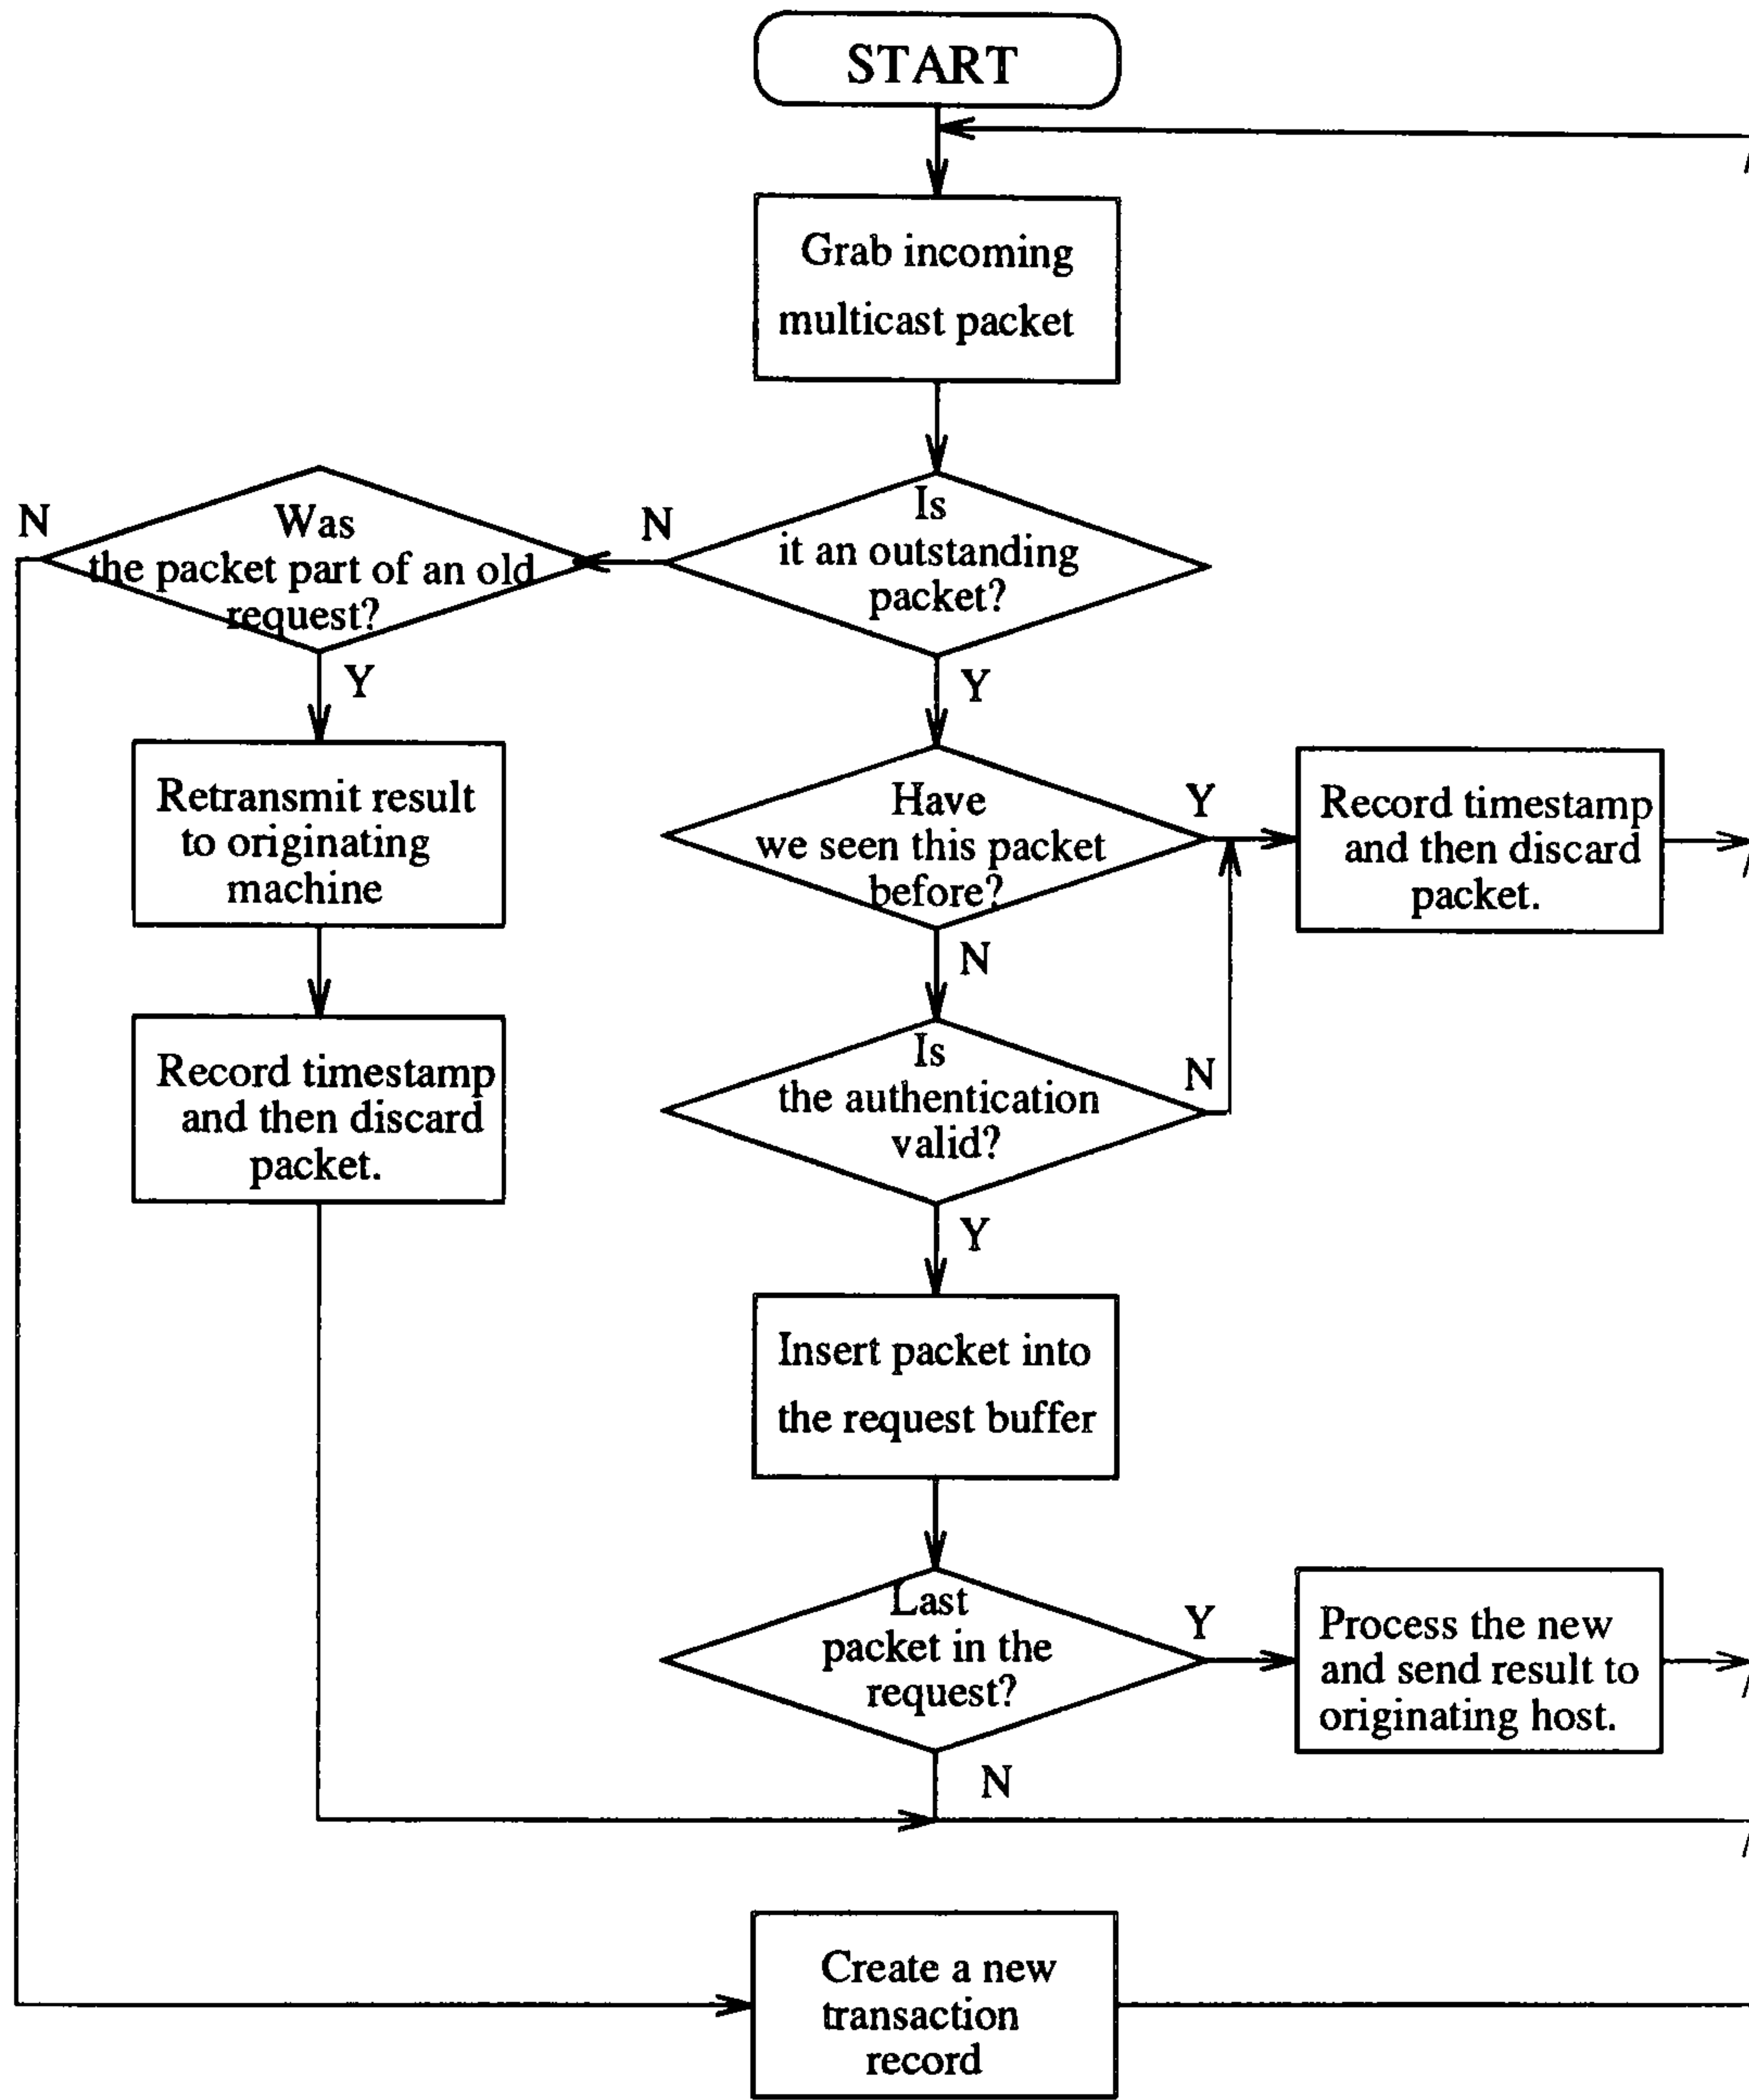 START
Grab incoming
multicast packet
N
Was
the packet part of an old
request?
N
Is
it an outstanding
packet?
Y
Y
Retransmit result
to originating
machine
Have
we seen this packet
before?
Y
Record timestamp
and then discard
packet.
N
Record timestamp
and then discard
packet.
Is
the authentication
valid?
N
Y
Insert packet into
the request buffer
Last
packet in the
request?
Y
Process the new
and send result to
originating host.
N
Create a new
transaction
record